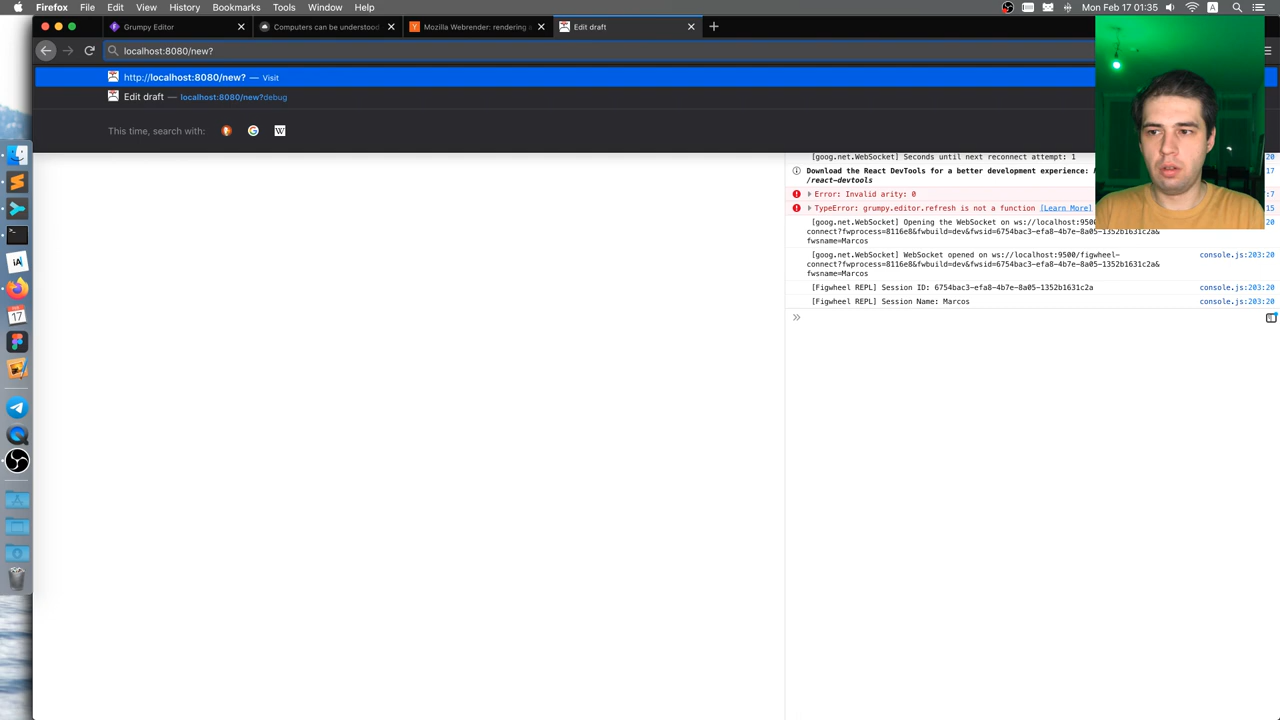 Firefox File Edit View History Bookmarks Tools Window Help
Mon 17 Feb 01:35
Grumpy Editor
Computers can be understood
Mozilla Webrender: rendering
Edit draft
localhost:8080/new?
http://localhost:8080/new? — Visit
Edit draft — localhost:8080/new?debug
This time, search with:
[goog.net.WebSocket] Seconds until next reconnect attempt: 1
20
Download the React DevTools for a better development experience:
17
/react-devtools
Error: Invalid arity: 0
:7
TypeError: grumpy.editor.refresh is not a function [Learn More]
15
[goog.net.WebSocket] Opening the WebSocket on ws://localhost:9500
20
connect?fwprocess=8116e8&fwbuild=dev&fwsid=6754bac3-efa8-4b7e-8a05-1352b1631c2a&
fwsname=Marcos
[goog.net.WebSocket] WebSocket opened on ws://localhost:9500/figwheel-
console.js:203:20
connect?fwprocess=8116e8&fwbuild=dev&fwsid=6754bac3-efa8-4b7e-8a05-1352b1631c2a&
fwsname=Marcos
[Figwheel REPL] Session ID: 6754bac3-efa8-4b7e-8a05-1352b1631c2a
console.js:203:20
[Figwheel REPL] Session Name: Marcos
console.js:203:20
iA
17